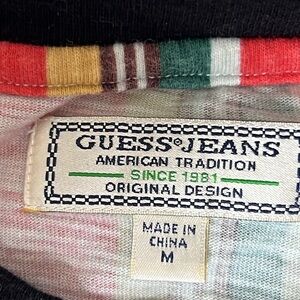 GUESS® JEANS
AMERICAN TRADITION
SINCE 1981
ORIGINAL DESIGN
MADE IN
CHINA
M